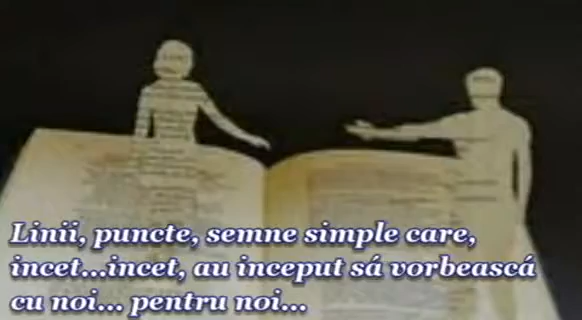 Linii, puncte, semne simple care,
incet...incet, au inceput sá vorbeascá
cu noi... pentru noi...